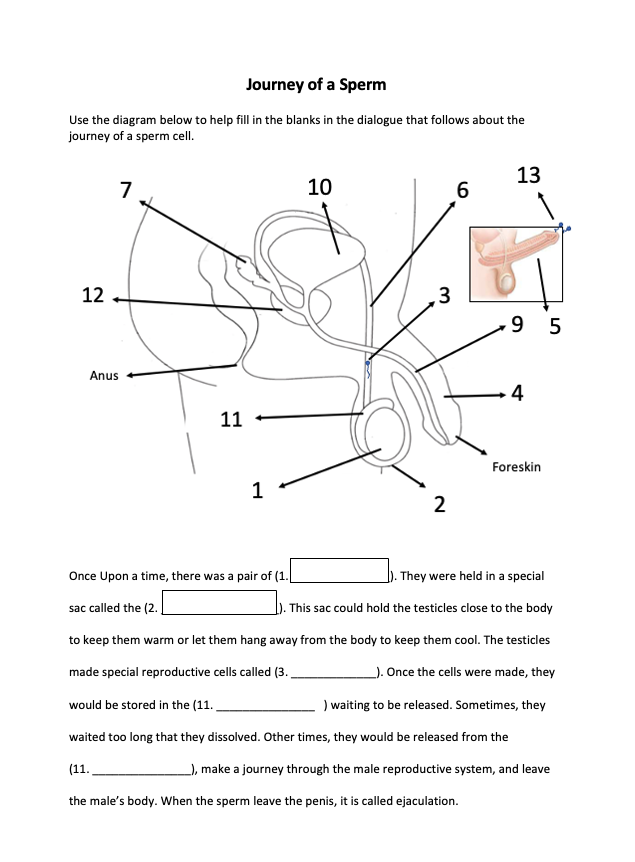 Journey of a Sperm
Use the diagram below to help fill in the blanks in the dialogue that follows about the
journey of a sperm cell.
13
7
10
6
12
3
9
5
Anus
4
11
Foreskin
1
2
Once Upon a time, there was a pair of (1. ). They were held in a special
sac called the (2. ). This sac could hold the testicles close to the body
to keep them warm or let them hang away from the body to keep them cool. The testicles
made special reproductive cells called (3. _____________). Once the cells were made, they
would be stored in the (11. _______________ ) waiting to be released. Sometimes, they
waited too long that they dissolved. Other times, they would be released from the
(11. _______________), make a journey through the male reproductive system, and leave
the male’s body. When the sperm leave the penis, it is called ejaculation.